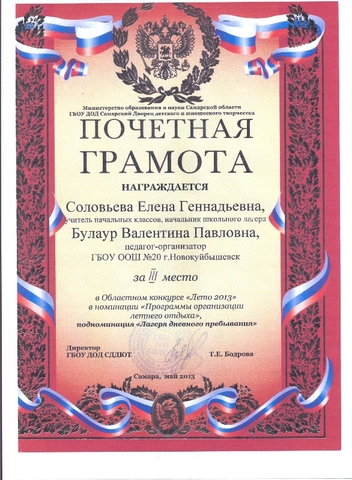 Министерство образования и науки Самарской области
ГБОУ ДОД Самарский Дворец детского и юношеского творчества
ПОЧЕТНАЯ
ГРАМОТА
НАГРАЖДАЕТСЯ
Соловьева Елена Геннадьевна,
учитель начальных классов, начальник школьного лагеря
Булаур Валентина Павловна,
педагог-организатор
ГБОУ ООШ №20 г.Новокуйбышевск
за III место
в Областном конкурсе «Лето 2013»
в номинации «Программы организации
летнего отдыха»,
подноминация «Лагеря дневного пребывания»
Директор
ГБОУ ДОД СДДЮТ Т.Е. Бодрова
Самара, май 2013